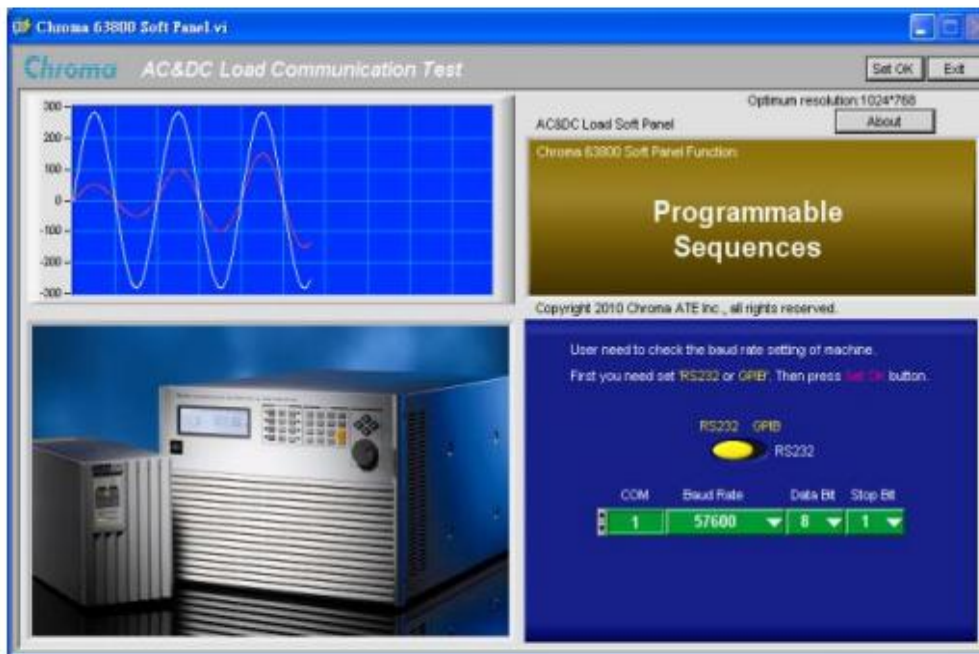 Chroma 63800 Soft Panel.vi
Chroma AC&DC Load Communication Test
Set OK Exit
300
200
100
0
-100
-200
-300
Optimum resolution:1024*768
AC&DC Load Soft Panel
About
Chroma 63800 Soft Panel Function
Programmable
Sequences
Copyright 2010 Chroma ATE Inc., all rights reserved.
User need to check the baud rate setting of machine.
First you need set 'RS232 or GPIB', Then press Set OK button.
RS232 GPIB
RS232
COM Baud Rate Data Bit Stop Bit
1 57600 8 1